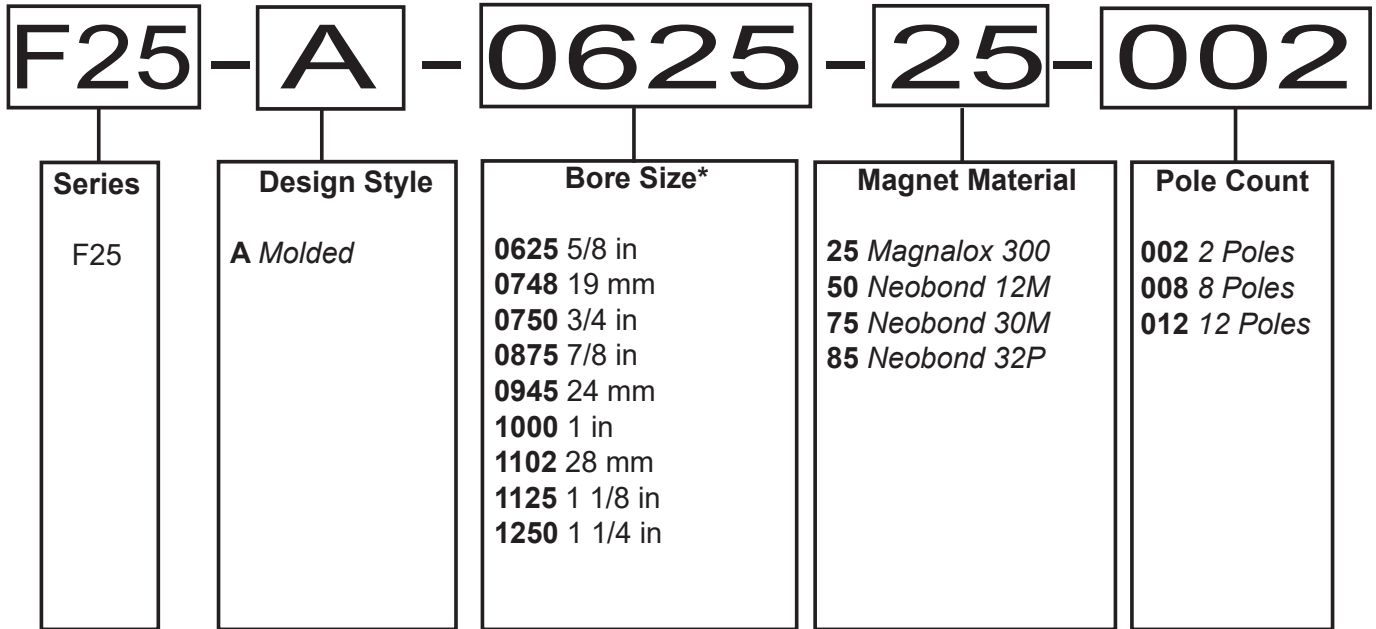 F25 - A - 0625 - 25 - 002
Series
F25
Design Style
A Molded
Bore Size*
0625 5/8 in
0748 19 mm
0750 3/4 in
0875 7/8 in
0945 24 mm
1000 1 in
1102 28 mm
1125 1 1/8 in
1250 1 1/4 in
Magnet Material
25 Magnalox 300
50 Neobond 12M
75 Neobond 30M
85 Neobond 32P
Pole Count
002 2 Poles
008 8 Poles
012 12 Poles